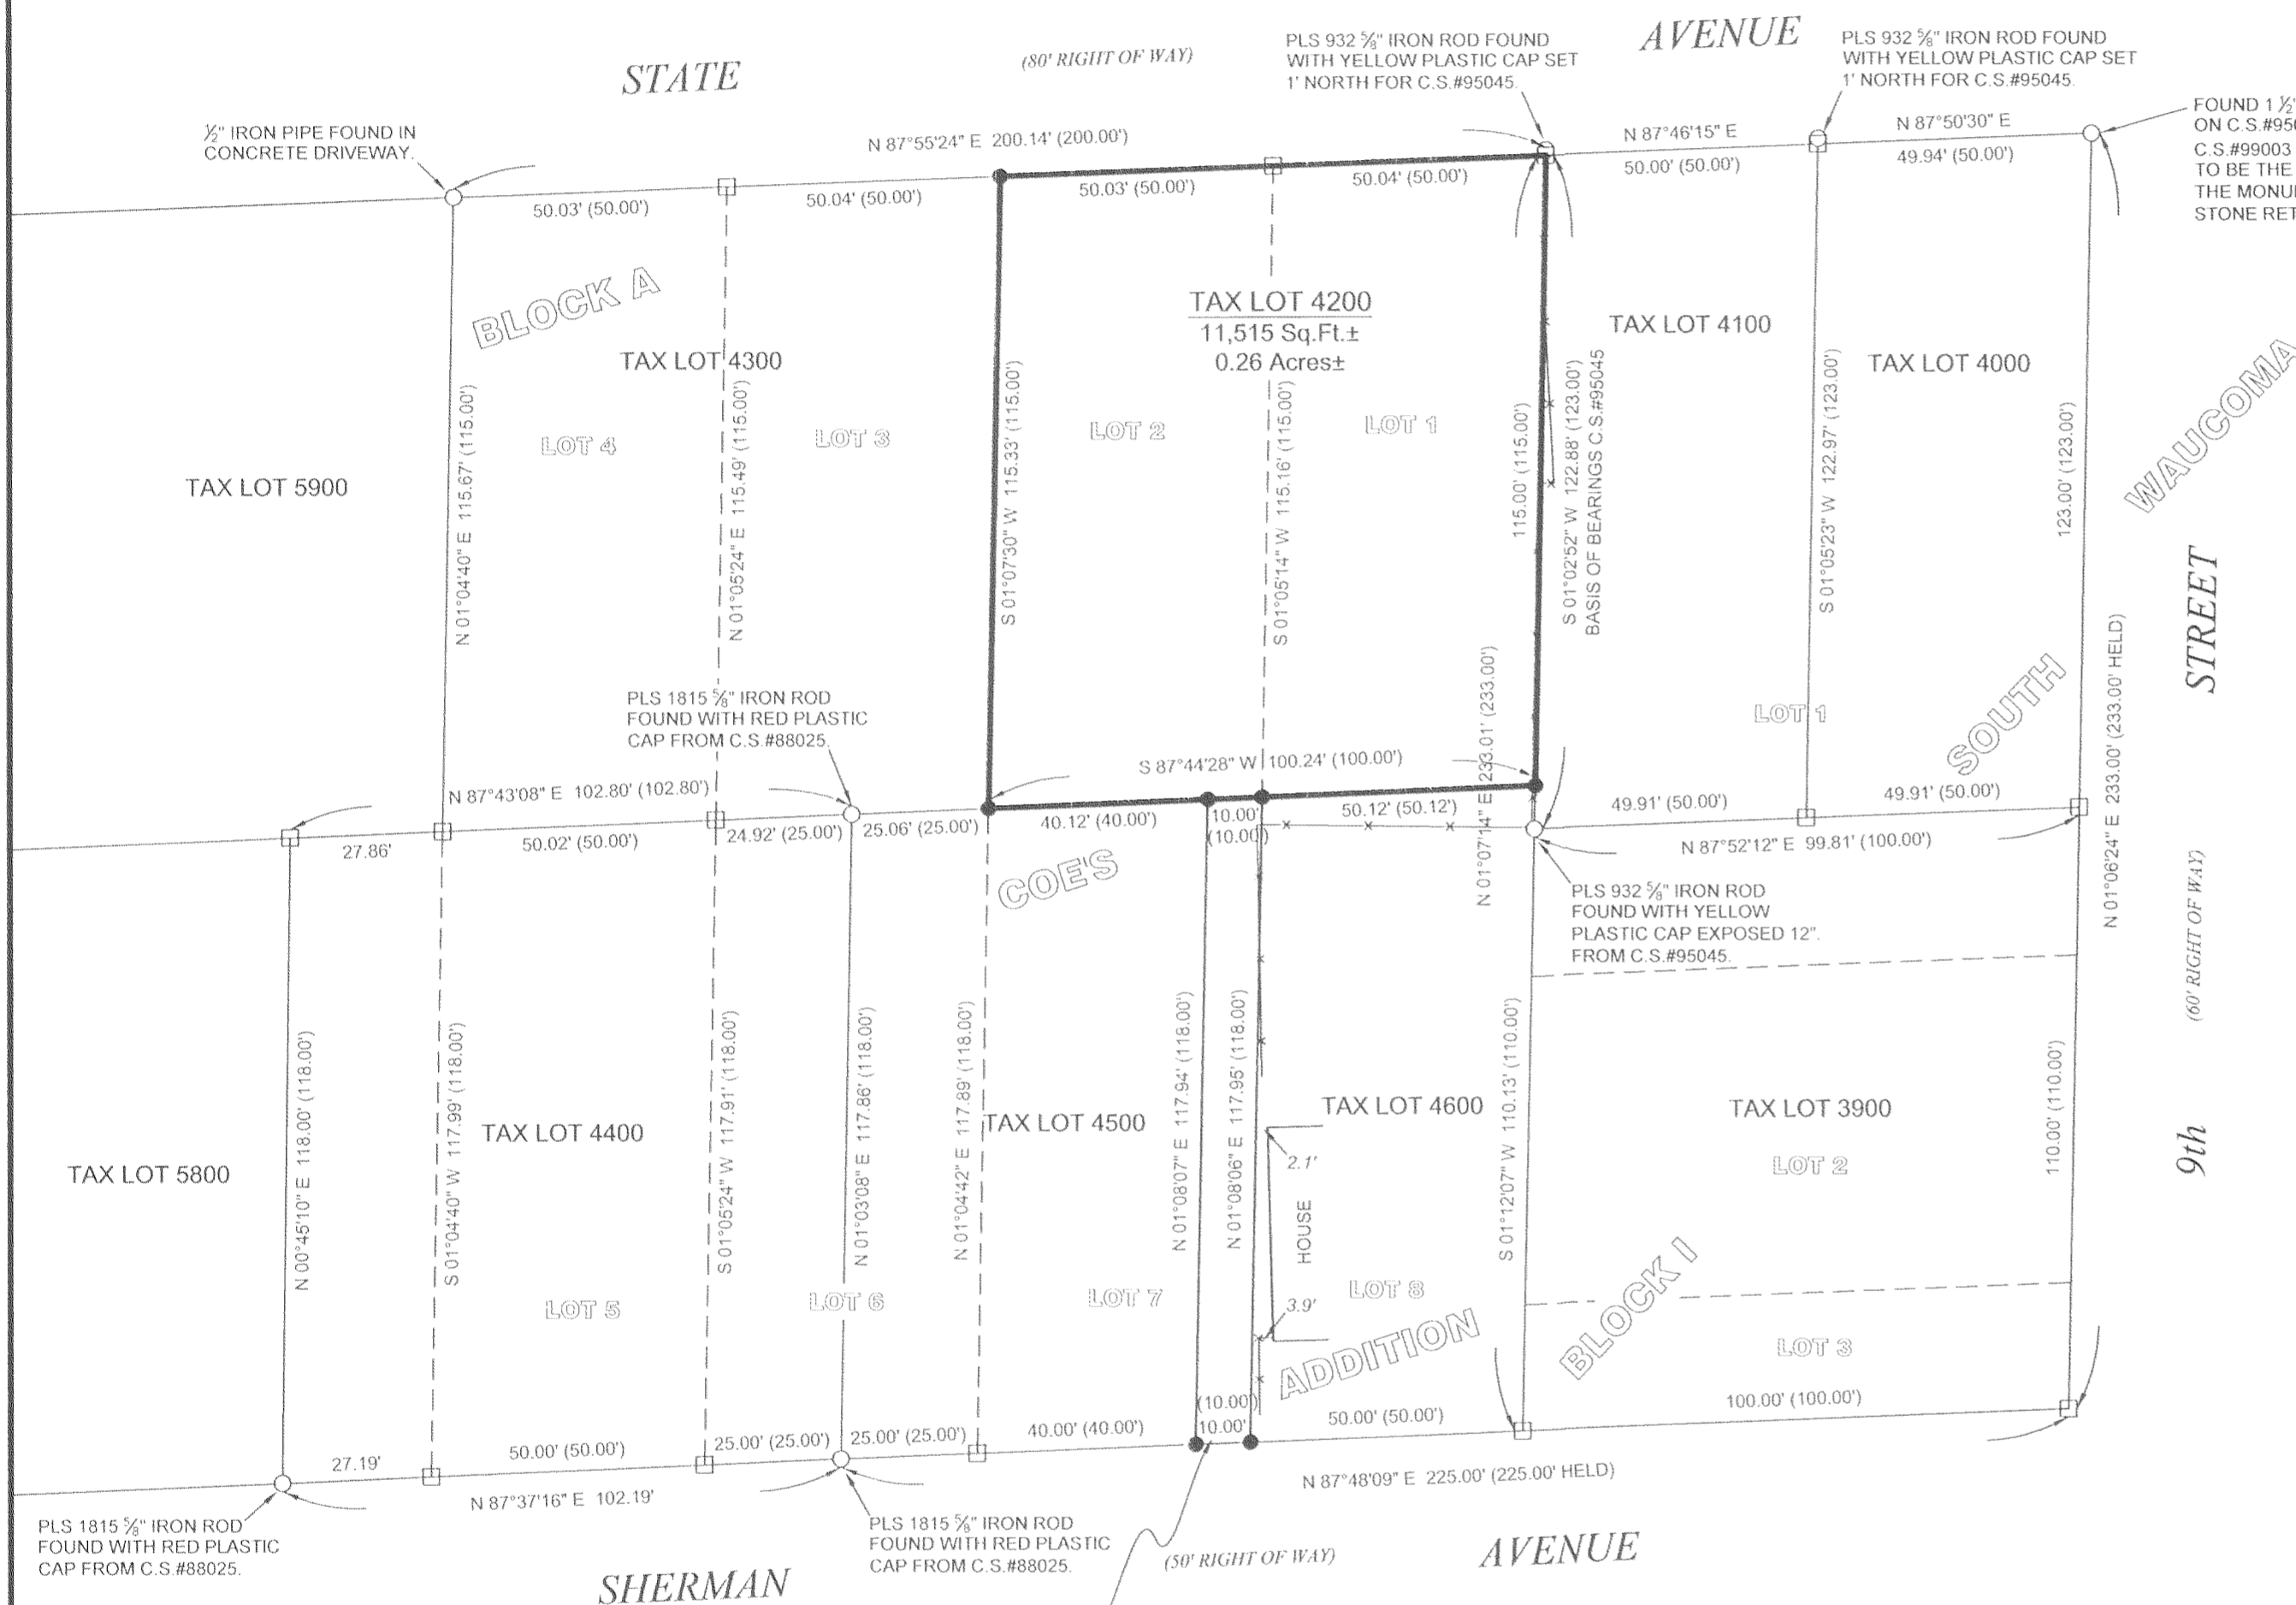 STATE
(80' RIGHT OF WAY)
AVENUE
PLS 932 ⅝" IRON ROD FOUND
WITH YELLOW PLASTIC CAP SET
1' NORTH FOR C.S.#95045.
PLS 932 ⅝" IRON ROD FOUND
WITH YELLOW PLASTIC CAP SET
1' NORTH FOR C.S.#95045.
FOUND 1 ½"
ON C.S.#950
C.S.#99003
TO BE THE
THE MONU
STONE RET
½" IRON PIPE FOUND IN
CONCRETE DRIVEWAY.
N 87°55'24" E 200.14' (200.00')
N 87°46'15" E
N 87°50'30" E
50.03' (50.00')
50.04' (50.00')
50.03' (50.00')
50.04' (50.00')
50.00' (50.00')
49.94' (50.00')
BLOCK A
TAX LOT 4200
11,515 Sq.Ft.±
0.26 Acres±
TAX LOT 4300
TAX LOT 4100
TAX LOT 4000
TAX LOT 5900
LOT 4
LOT 3
LOT 2
LOT 1
WAUCOMA
N 01°04'40" E 115.67' (115.00')
N 01°05'24" E 115.49' (115.00')
S 01°07'30" W 115.33' (115.00')
S 01°05'14" W 115.16' (115.00')
115.00' (115.00')
S 01°02'52" W 122.88' (123.00')
BASIS OF BEARINGS C.S.#95045
S 01°05'23" W 122.97' (123.00')
123.00' (123.00')
STREET
N 01°06'24" E 233.00' (233.00' HELD)
N 01°07'14" E 233.01' (233.00')
LOT 1
SOUTH
PLS 1815 ⅝" IRON ROD
FOUND WITH RED PLASTIC
CAP FROM C.S.#88025.
N 87°43'08" E 102.80' (102.80')
S 87°44'28" W 100.24' (100.00')
27.86'
50.02' (50.00')
24.92' (25.00')
25.06' (25.00')
40.12' (40.00')
10.00'
(10.00')
50.12' (50.12')
49.91' (50.00')
49.91' (50.00')
N 87°52'12" E 99.81' (100.00')
COE'S
PLS 932 ⅝" IRON ROD
FOUND WITH YELLOW
PLASTIC CAP EXPOSED 12".
FROM C.S.#95045.
(60' RIGHT OF WAY)
9th
N 00°45'10" E 118.00' (118.00')
S 01°04'40" W 117.99' (118.00')
S 01°05'24" W 117.91' (118.00')
N 01°03'08" E 117.86' (118.00')
N 01°04'42" E 117.89' (118.00')
N 01°08'07" E 117.94' (118.00')
N 01°08'06" E 117.95' (118.00')
S 01°12'07" W 110.13' (110.00')
110.00' (110.00')
TAX LOT 5800
TAX LOT 4400
TAX LOT 4500
TAX LOT 4600
TAX LOT 3900
2.1'
HOUSE
3.9'
LOT 5
LOT 6
LOT 7
LOT 8
LOT 2
LOT 3
ADDITION
BLOCK I
27.19'
50.00' (50.00')
25.00' (25.00')
25.00' (25.00')
40.00' (40.00')
(10.00')
10.00'
50.00' (50.00')
100.00' (100.00')
N 87°37'16" E 102.19'
N 87°48'09" E 225.00' (225.00' HELD)
PLS 1815 ⅝" IRON ROD
FOUND WITH RED PLASTIC
CAP FROM C.S.#88025.
PLS 1815 ⅝" IRON ROD
FOUND WITH RED PLASTIC
CAP FROM C.S.#88025.
SHERMAN
(50' RIGHT OF WAY)
AVENUE